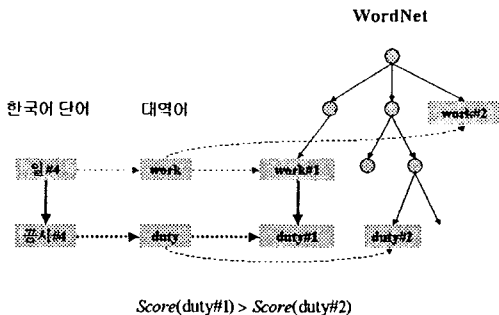 WordNet
한국어 단어 대역어
work#2
일#4 work work#1
공사#4 duty duty#1 duty#2
Score(duty#1) > Score(duty#2)